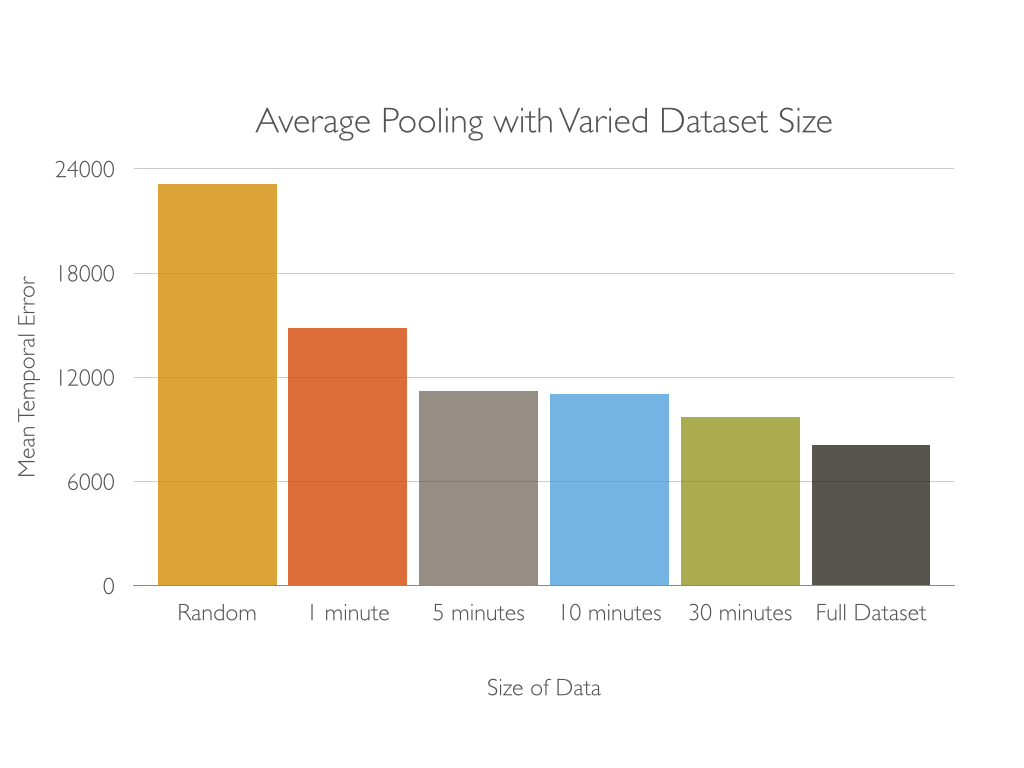 Average Pooling with Varied Dataset Size
24000
18000
12000
6000
0
Mean Temporal Error
Random
1 minute
5 minutes
10 minutes
30 minutes
Full Dataset
Size of Data